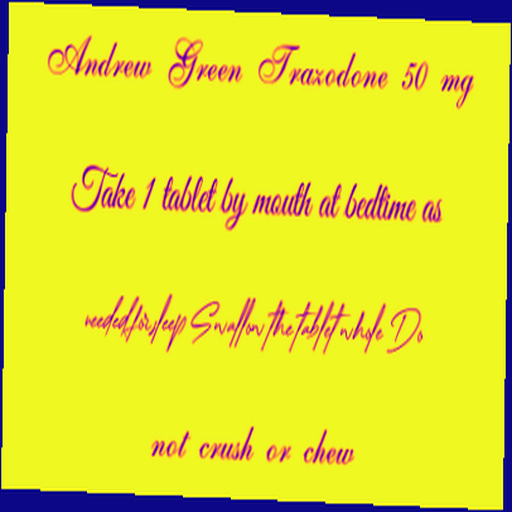 Andrew Green Trazodone 50 mg
Take 1 tablet by mouth at bedtime as
needed for sleep Swallow the tablet whole Do
not crush or chew